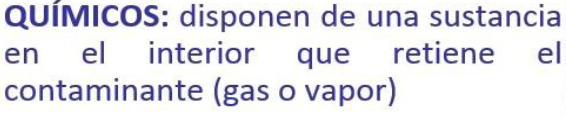 QUÍMICOS: disponen de una sustancia
en el interior que retiene el
contaminante (gas o vapor)